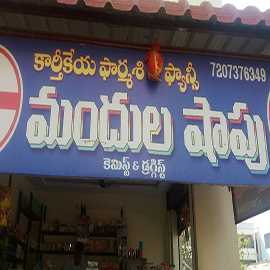 కార్తికేయ ఫార్మసి & ఫ్యాన్సీ 7207376349
మందుల షాపు
కెమిస్ట్ & డ్రగ్గిస్ట్